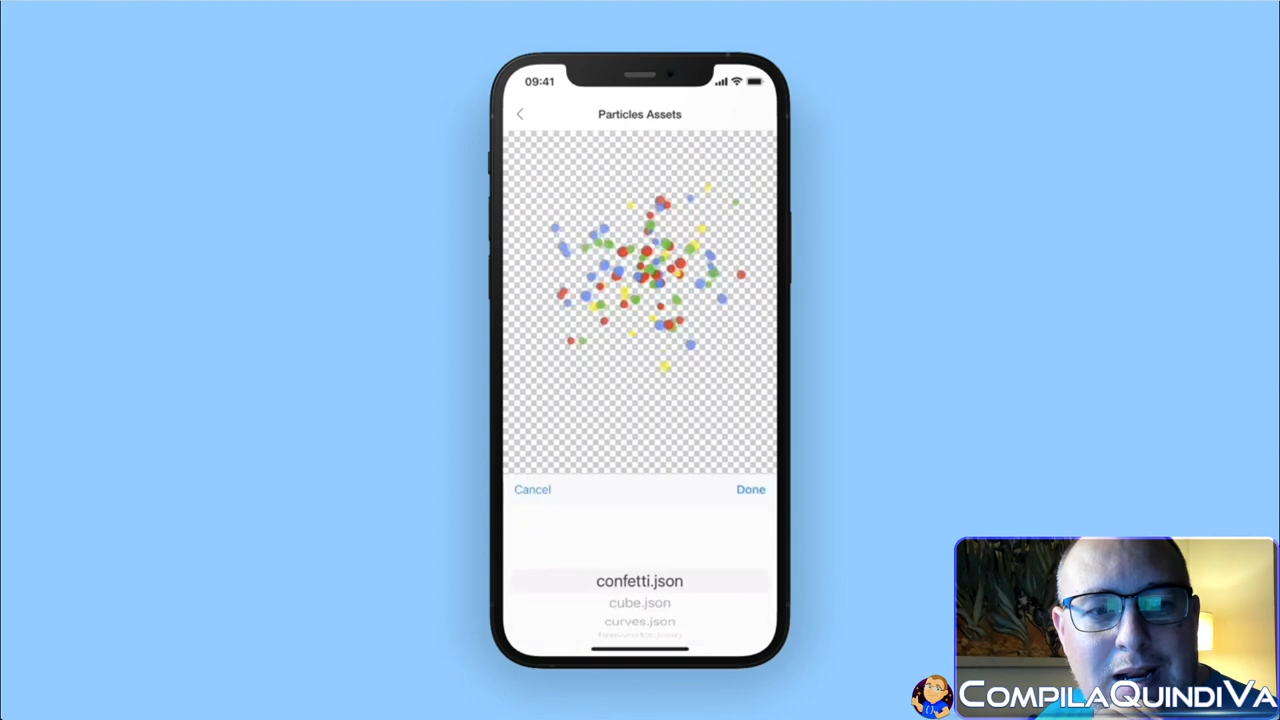 09:41
Particles Assets
Cancel
Done
confetti.json
cube.json
curves.json
COMPILAQUINDIVA